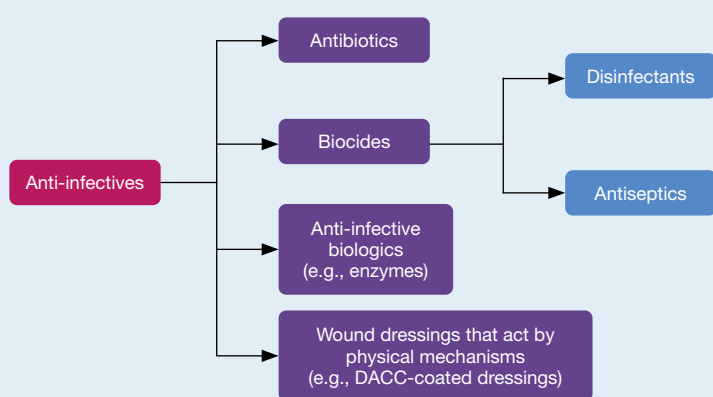 Antibiotics
Disinfectants
Biocides
Anti-infectives
Antiseptics
Anti-infective
biologics
(e.g., enzymes)
Wound dressings that act by
physical mechanisms
(e.g., DACC-coated dressings)